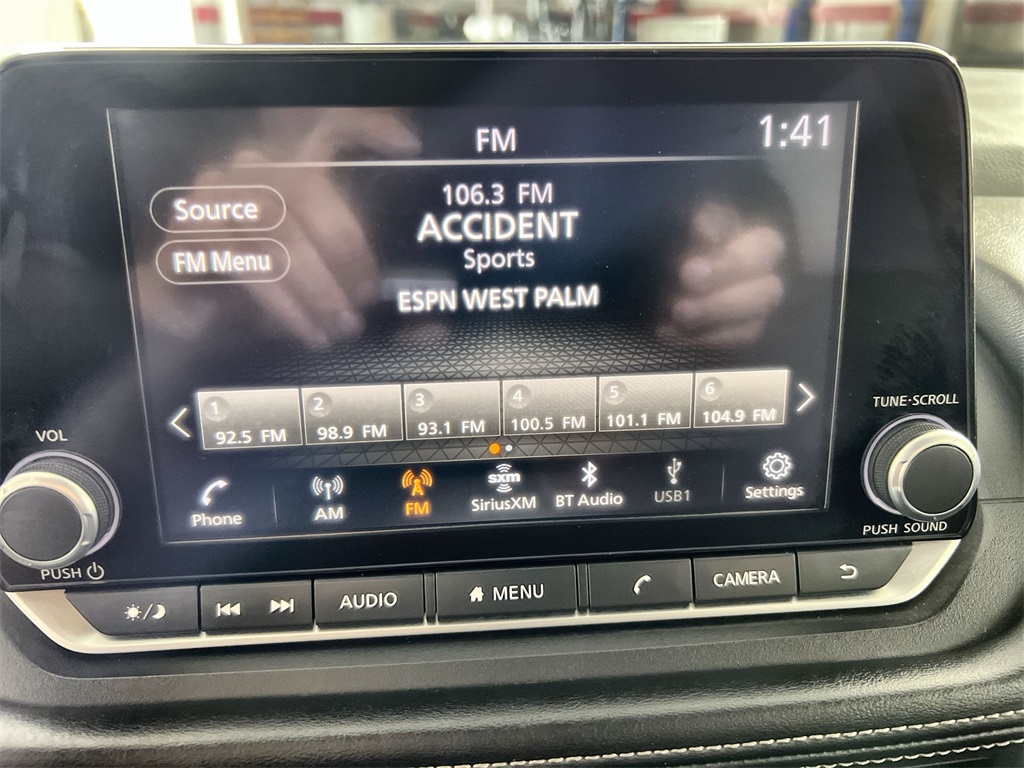 FM
1:41
Source
FM Menu
106.3 FM
ACCIDENT
Sports
ESPN WEST PALM
1
92.5 FM
2
98.9 FM
3
93.1 FM
4
100.5 FM
5
101.1 FM
6
104.9 FM
Phone
AM
FM
sxm
SiriusXM
BT Audio
USB1
Settings
VOL
PUSH
TUNE·SCROLL
PUSH SOUND
AUDIO
MENU
CAMERA